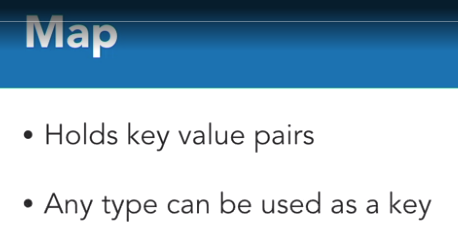 Map
• Holds key value pairs
• Any type can be used as a key